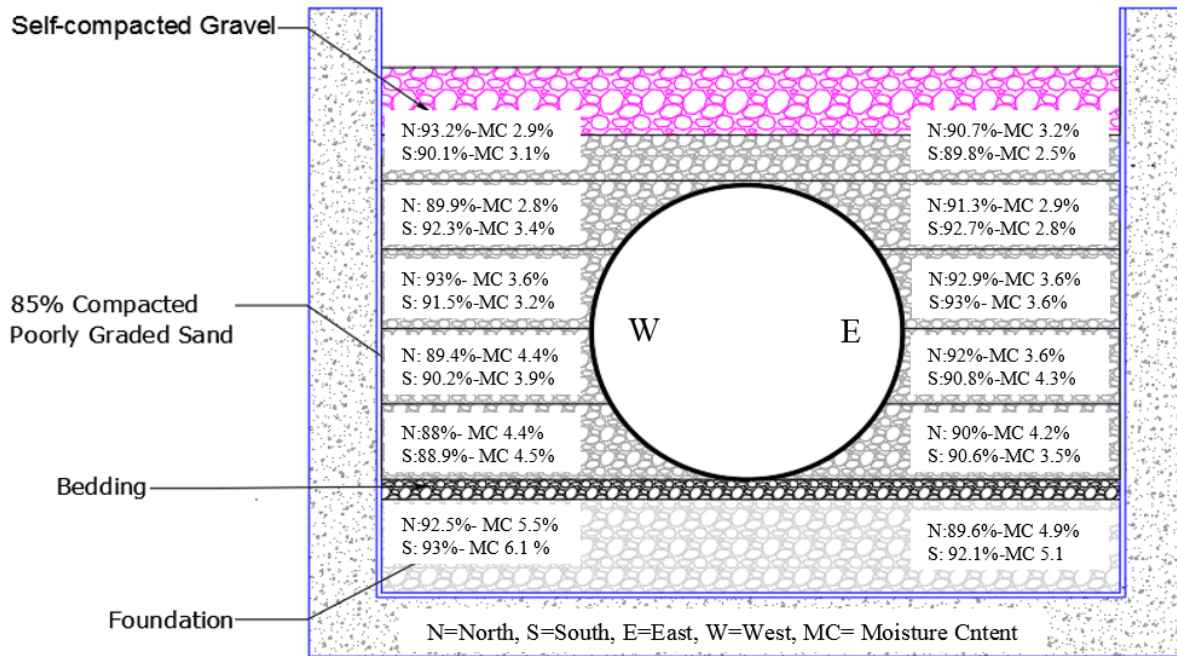 Self-compacted Gravel
N:93.2%-MC 2.9%
S:90.1%-MC 3.1%
N:90.7%-MC 3.2%
S:89.8%-MC 2.5%
N: 89.9%-MC 2.8%
S: 92.3%-MC 3.4%
N:91.3%-MC 2.9%
S:92.7%-MC 2.8%
N: 93%- MC 3.6%
S: 91.5%-MC 3.2%
N:92.9%-MC 3.6%
S:93%- MC 3.6%
85% Compacted
Poorly Graded Sand
W E
N: 89.4%-MC 4.4%
S: 90.2%-MC 3.9%
N:92%-MC 3.6%
S:90.8%-MC 4.3%
N:88%- MC 4.4%
S:88.9%- MC 4.5%
N: 90%-MC 4.2%
S: 90.6%-MC 3.5%
Bedding
N:92.5%- MC 5.5%
S: 93%- MC 6.1 %
N:89.6%-MC 4.9%
S: 92.1%-MC 5.1
Foundation
N=North, S=South, E=East, W=West, MC= Moisture Cntent